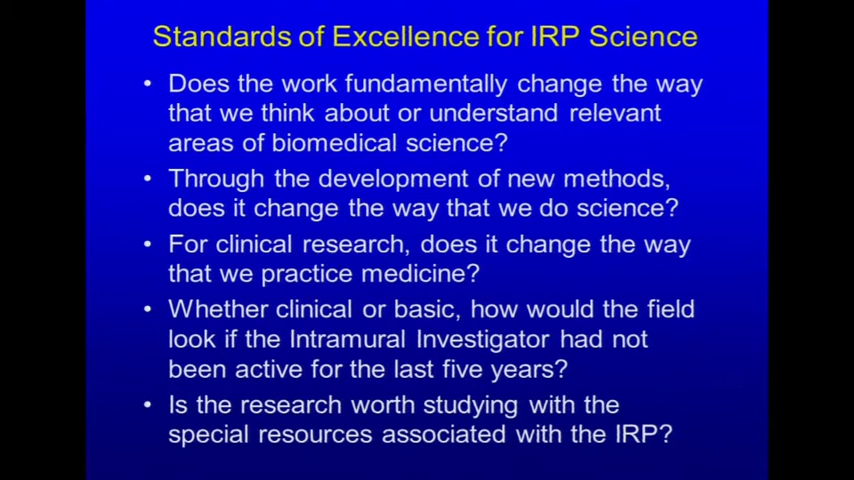 Standards of Excellence for IRP Science
• Does the work fundamentally change the way
that we think about or understand relevant
areas of biomedical science?
• Through the development of new methods,
does it change the way that we do science?
• For clinical research, does it change the way
that we practice medicine?
• Whether clinical or basic, how would the field
look if the Intramural Investigator had not
been active for the last five years?
• Is the research worth studying with the
special resources associated with the IRP?